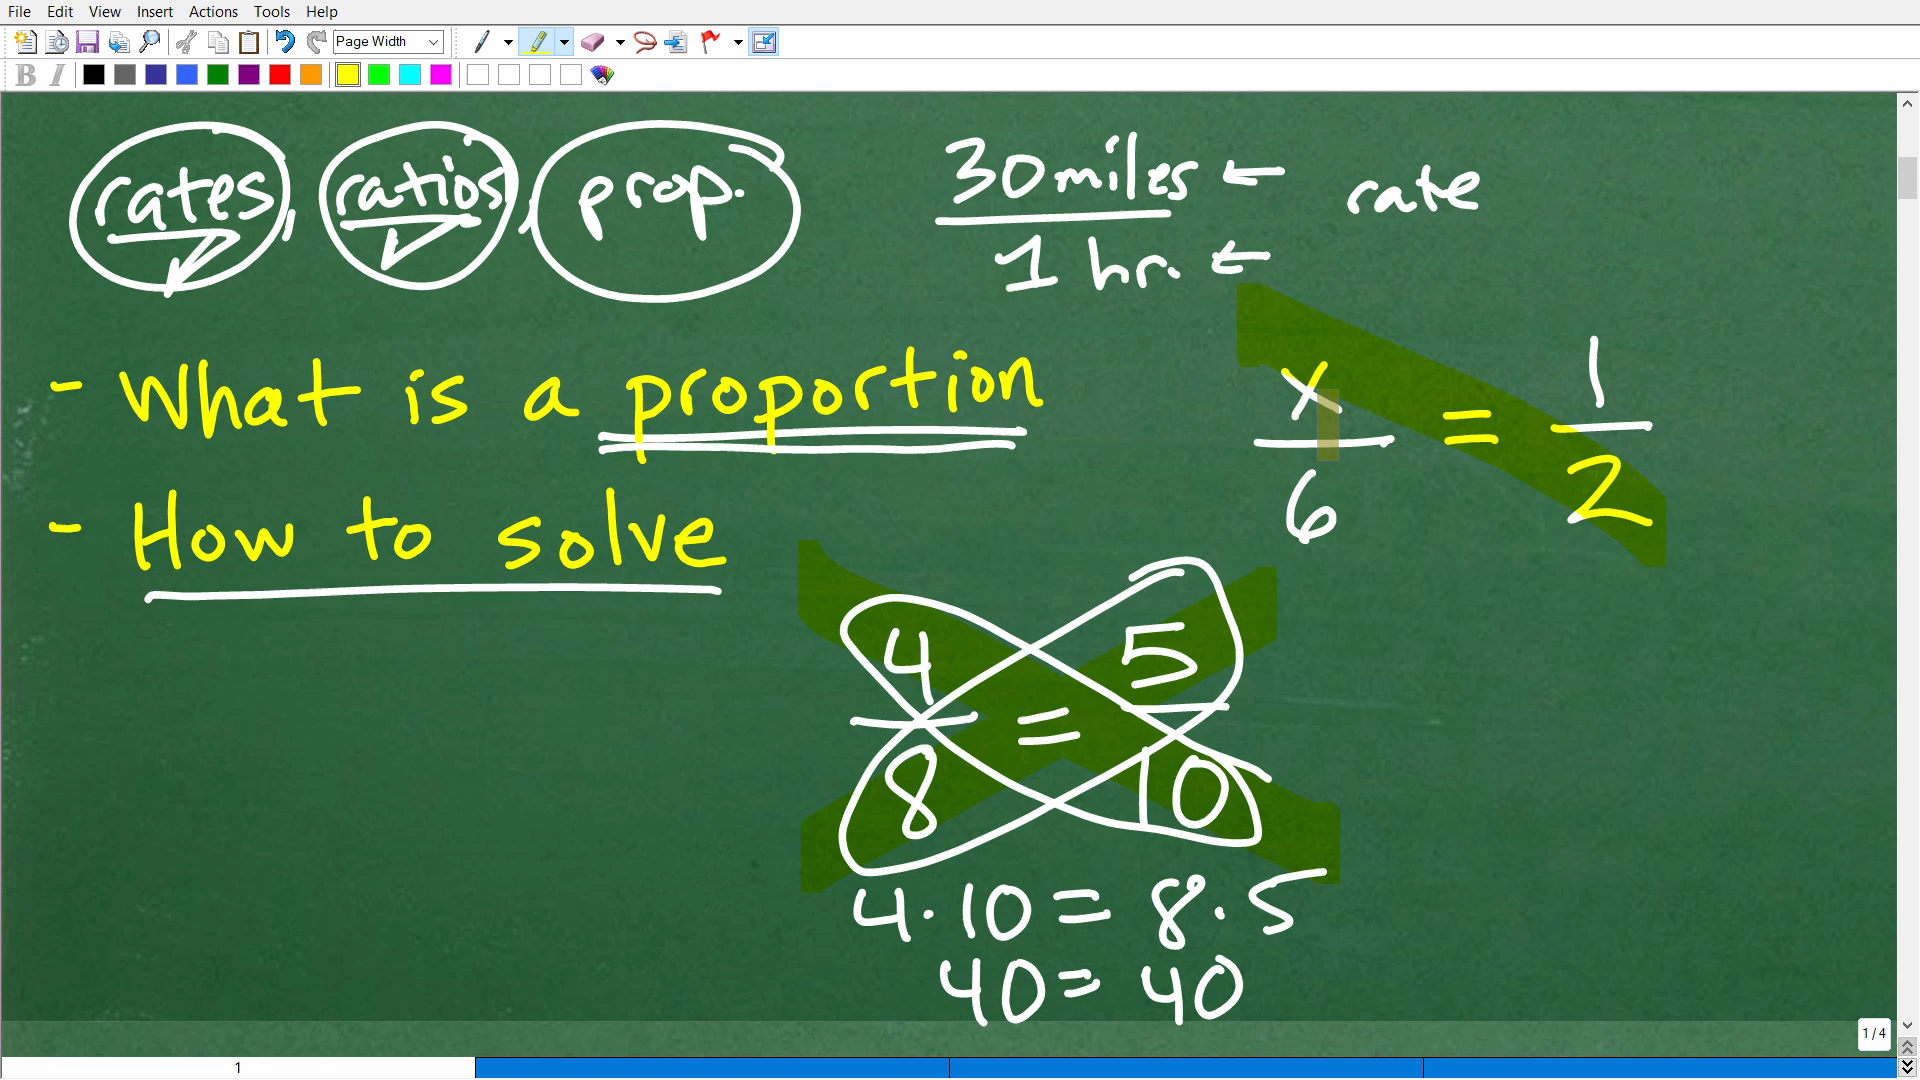 File Edit View Insert Actions Tools Help
Page Width
B I
rates, ratios, prop.
30 miles ← rate
1 hr. ←
- What is a proportion
x/6 = 1/2
- How to solve
4/8 = 5/10
4·10 = 8·5
40 = 40
1/4
1